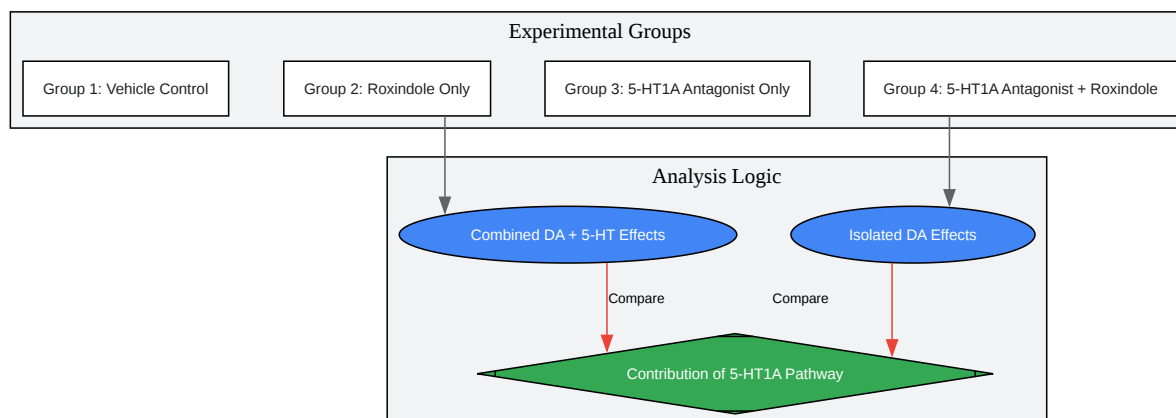 Experimental Groups
Group 1: Vehicle Control
Group 2: Roxindole Only
Group 3: 5-HT1A Antagonist Only
Group 4: 5-HT1A Antagonist + Roxindole
Analysis Logic
Combined DA + 5-HT Effects
Isolated DA Effects
Compare
Compare
Contribution of 5-HT1A Pathway